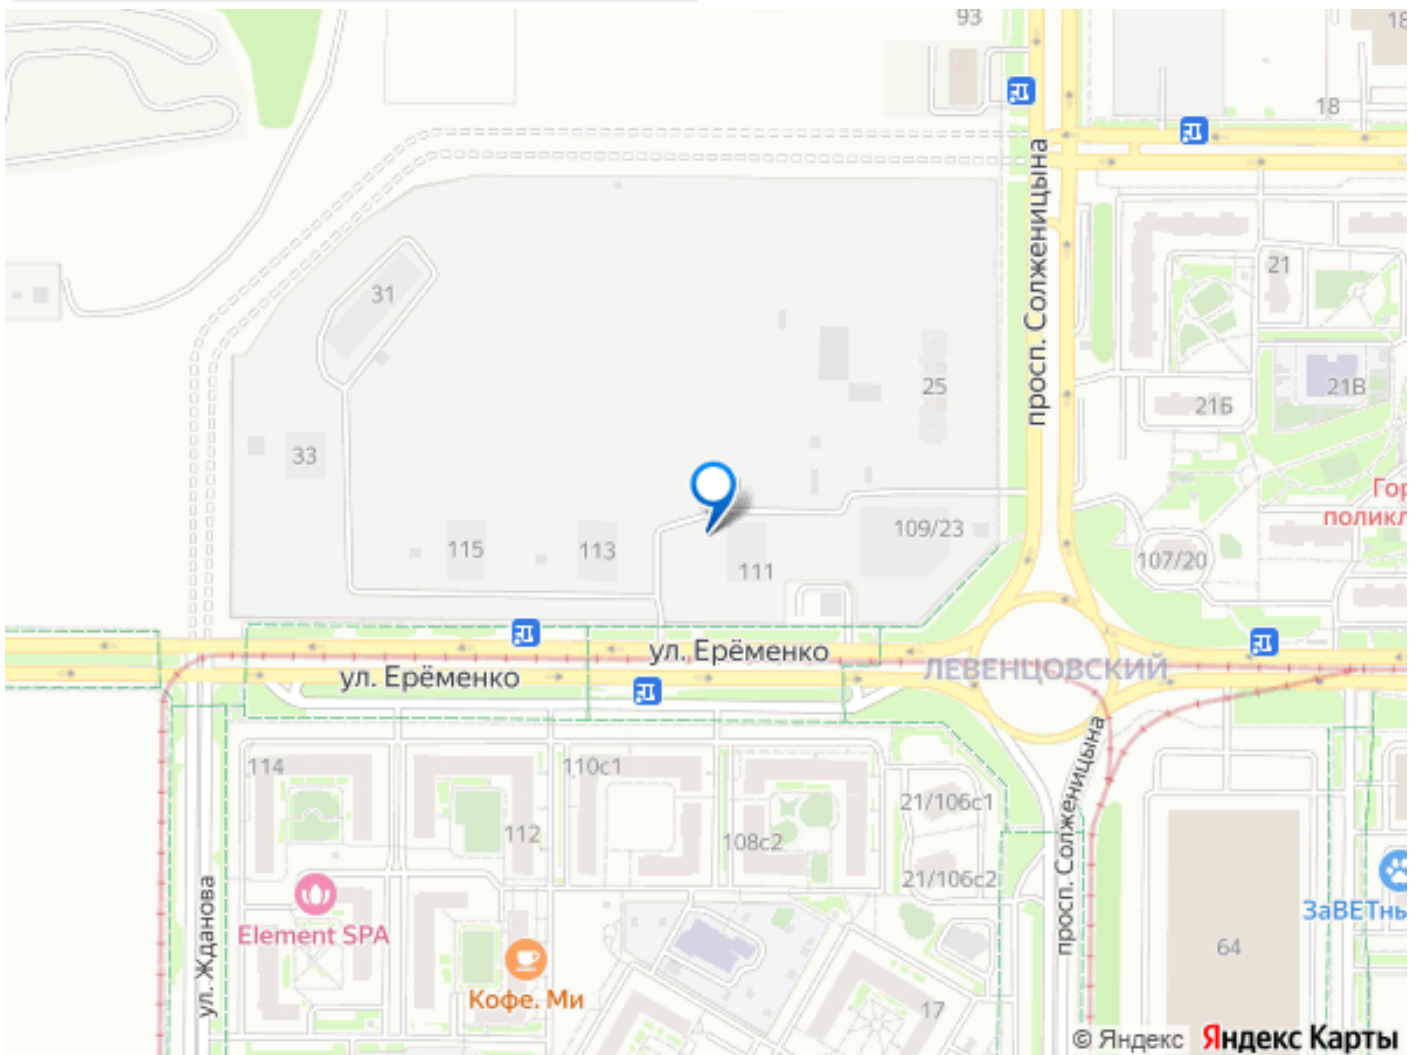 93
18
18
просп. Солженицына
21
31
25
21Б
21В
33
Гор
поликл
109/23
115
113
111
107/20
ул. Ерёменко
ул. Ерёменко
ЛЕВЕНЦОВСКИЙ
114
110с1
112
108с2
21/106с1
21/106с2
просп. Солженицына
ул. Жданова
Element SPA
Кофе. Ми
ЗаВЕТны
64
17
© Яндекс Яндекс Карты